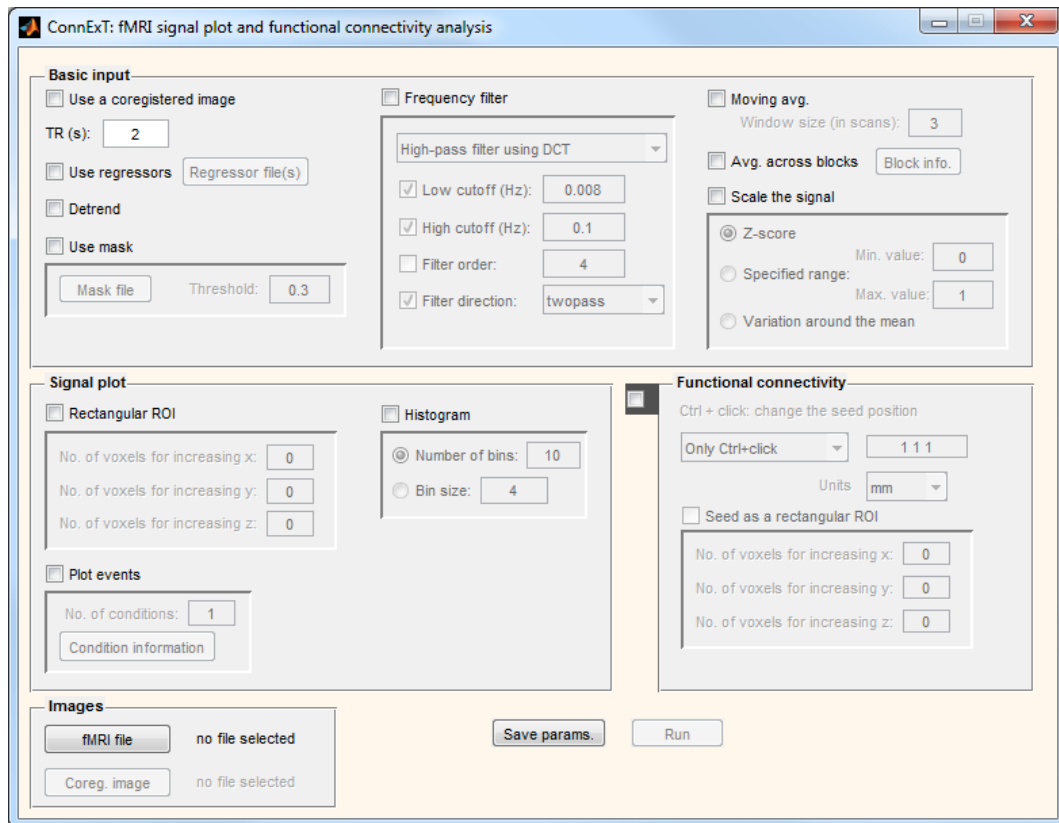 ConnExT: fMRI signal plot and functional connectivity analysis
Basic input
Use a coregistered image
TR (s): 2
Use regressors Regressor file(s)
Detrend
Use mask
Mask file Threshold: 0.3
Frequency filter
High-pass filter using DCT
Low cutoff (Hz): 0.008
High cutoff (Hz): 0.1
Filter order: 4
Filter direction: twopass
Moving avg.
Window size (in scans): 3
Avg. across blocks Block info.
Scale the signal
Z-score
Min. value: 0
Specified range:
Max. value: 1
Variation around the mean
Signal plot
Rectangular ROI
No. of voxels for increasing x: 0
No. of voxels for increasing y: 0
No. of voxels for increasing z: 0
Plot events
No. of conditions: 1
Condition information
Histogram
Number of bins: 10
Bin size: 4
Functional connectivity
Ctrl + click: change the seed position
Only Ctrl+click 1 1 1
Units mm
Seed as a rectangular ROI
No. of voxels for increasing x: 0
No. of voxels for increasing y: 0
No. of voxels for increasing z: 0
Images
fMRI file no file selected
Coreg. image no file selected
Save params. Run